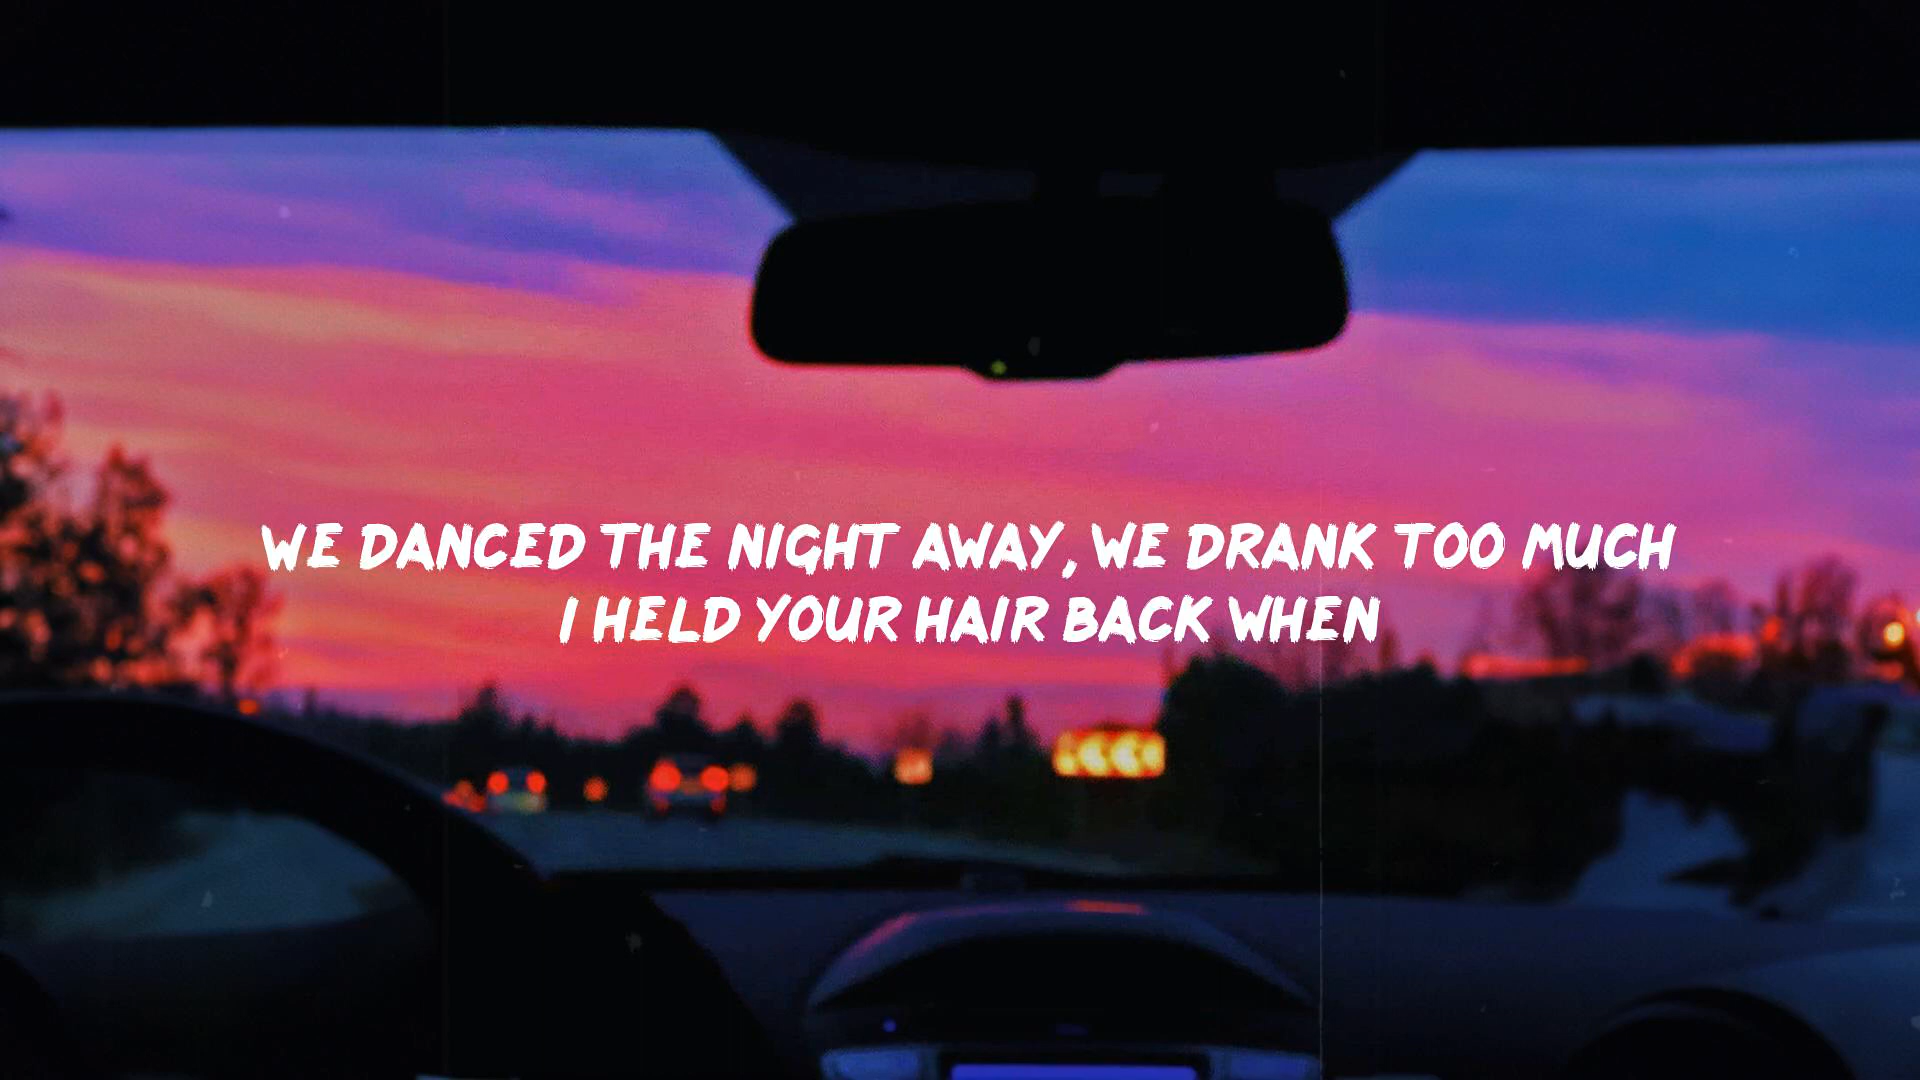 WE DANCED THE NIGHT AWAY, WE DRANK TOO MUCH
I HELD YOUR HAIR BACK WHEN